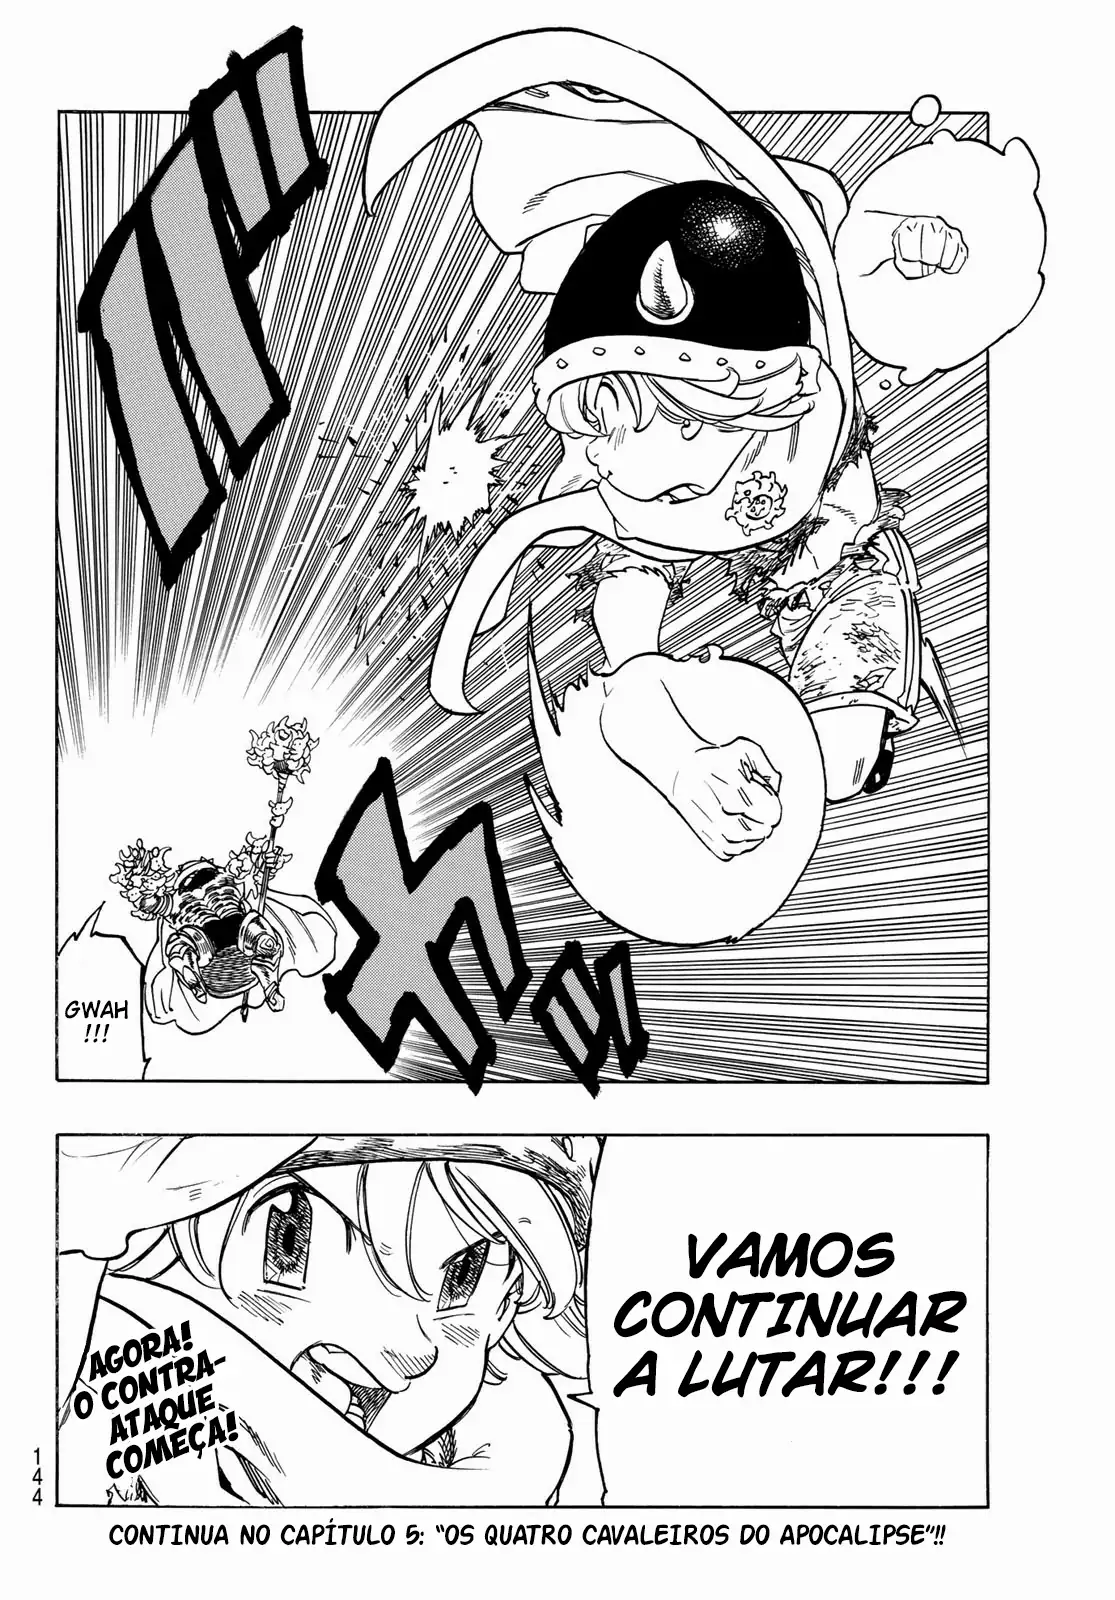 GWAH
!!!
VAMOS
CONTINUAR
A LUTAR!!!
AGORA!
O CONTRA-
ATAQUE
COMEÇA!
144
CONTINUA NO CAPÍTULO 5: “OS QUATRO CAVALEIROS DO APOCALIPSE”!!